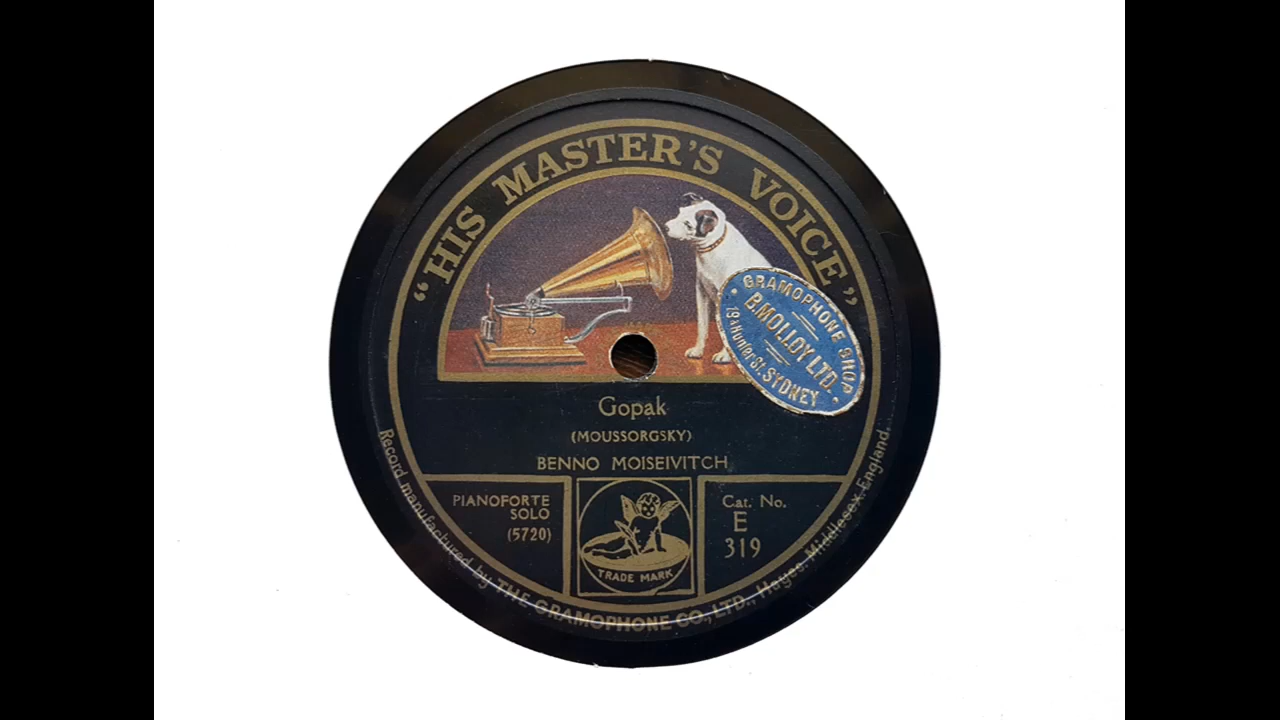 “HIS MASTER'S VOICE”
GRAMOPHONE SHOP
B.MOLLOY LTD.
19 Hunter St.
SYDNEY
Gopak
(MOUSSORGSKY)
BENNO MOISEIVITCH
PIANOFORTE
SOLO
(5720)
Cat. No.
E
319
TRADE MARK
Record manufactured by THE GRAMOPHONE CO., LTD., Hayes, Middlesex, England.